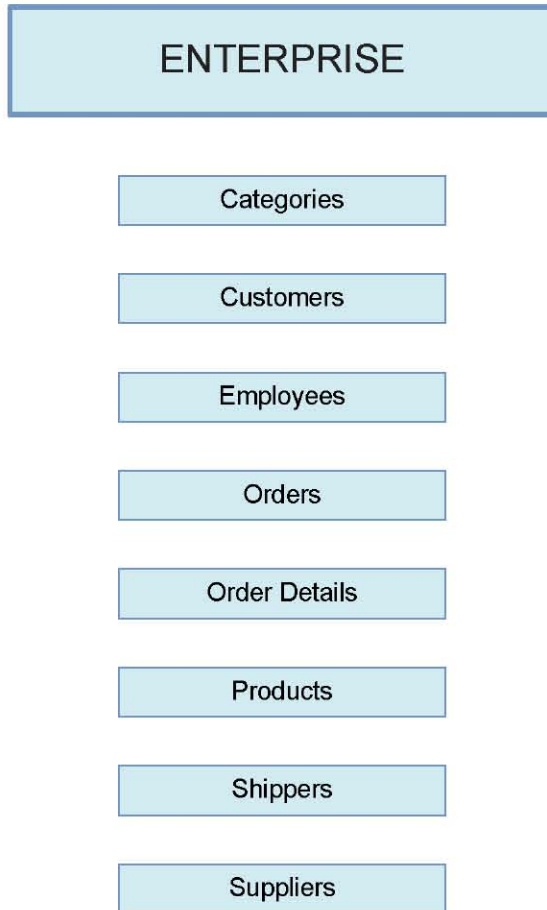 ENTERPRISE
Categories
Customers
Employees
Orders
Order Details
Products
Shippers
Suppliers